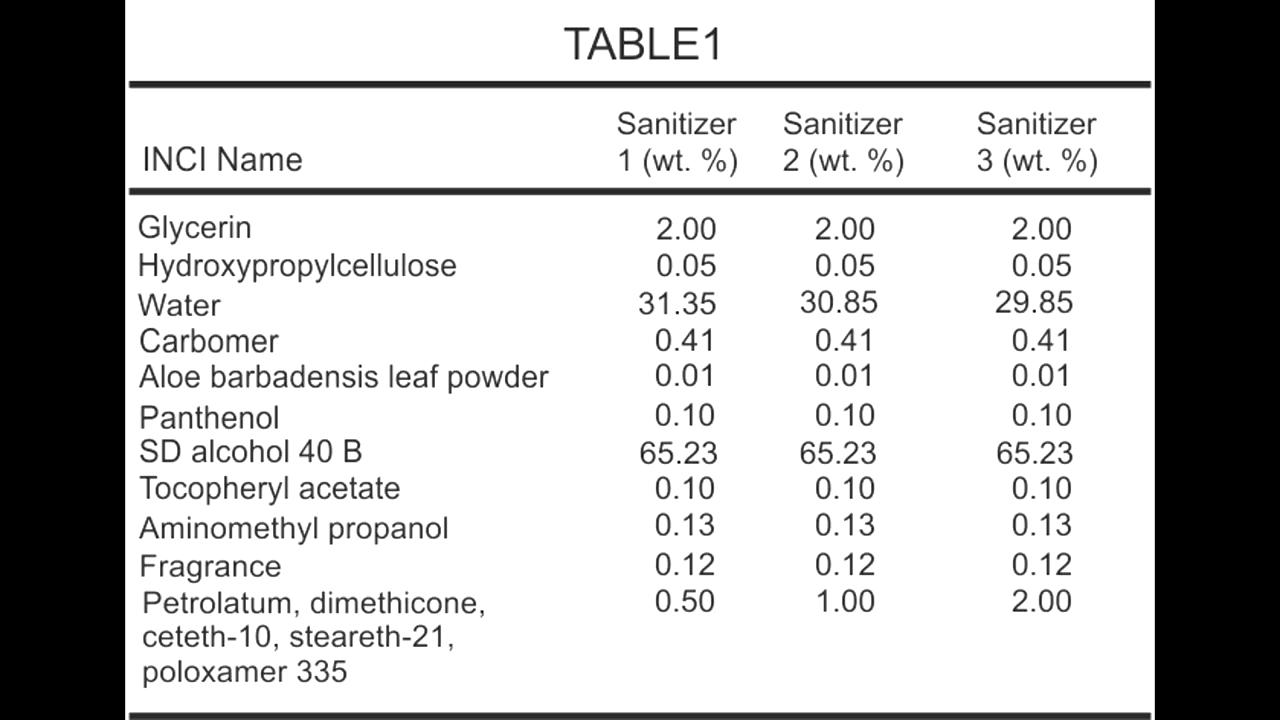 TABLE1
Sanitizer Sanitizer Sanitizer
INCI Name 1 (wt. %) 2 (wt. %) 3 (wt. %)
Glycerin 2.00 2.00 2.00
Hydroxypropylcellulose 0.05 0.05 0.05
Water 31.35 30.85 29.85
Carbomer 0.41 0.41 0.41
Aloe barbadensis leaf powder 0.01 0.01 0.01
Panthenol 0.10 0.10 0.10
SD alcohol 40 B 65.23 65.23 65.23
Tocopheryl acetate 0.10 0.10 0.10
Aminomethyl propanol 0.13 0.13 0.13
Fragrance 0.12 0.12 0.12
Petrolatum, dimethicone, 0.50 1.00 2.00
ceteth-10, steareth-21,
poloxamer 335